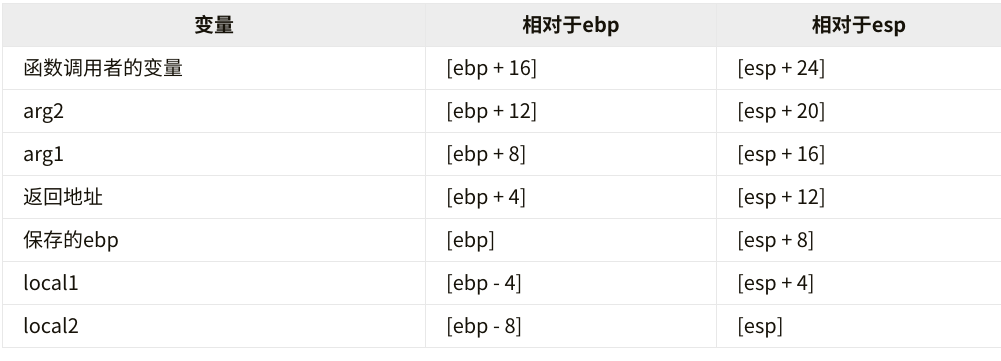 变量 相对于ebp 相对于esp
函数调用者的变量 [ebp + 16] [esp + 24]
arg2 [ebp + 12] [esp + 20]
arg1 [ebp + 8] [esp + 16]
返回地址 [ebp + 4] [esp + 12]
保存的ebp [ebp] [esp + 8]
local1 [ebp - 4] [esp + 4]
local2 [ebp - 8] [esp]